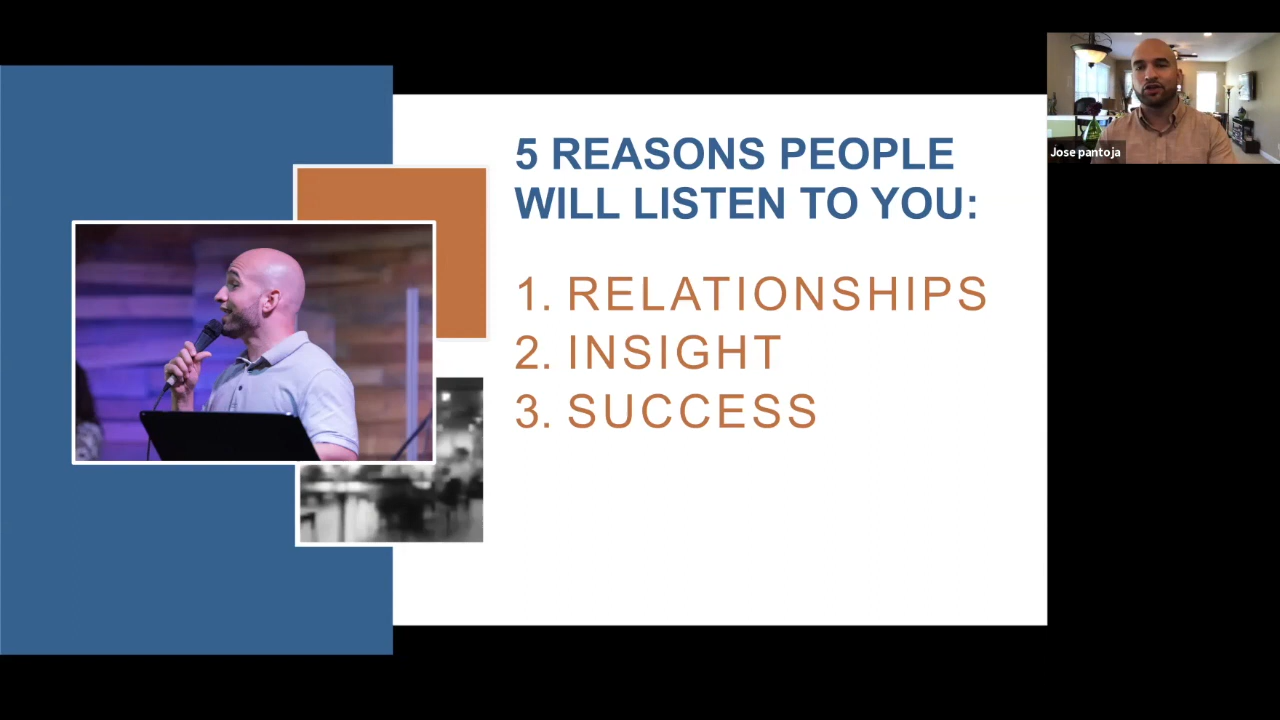 5 REASONS PEOPLE
WILL LISTEN TO YOU:
1. RELATIONSHIPS
2. INSIGHT
3. SUCCESS
Jose pantoja